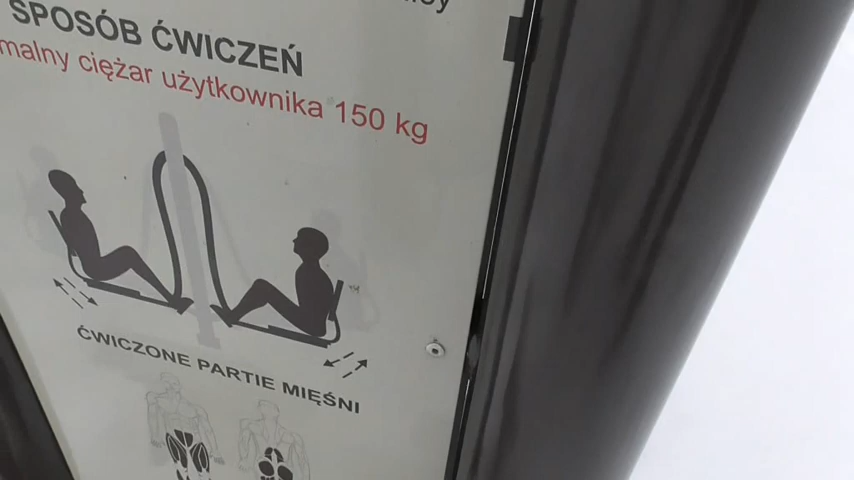 SPOSÓB ĆWICZEŃ
malny ciężar użytkownika 150 kg
ĆWICZONE PARTIE MIĘŚNI